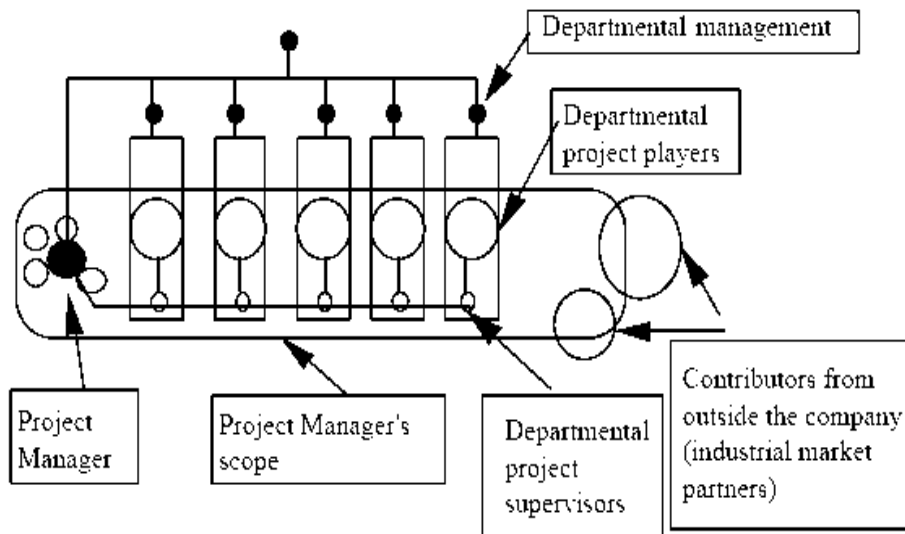 Departmental management
Departmental
project players
Project
Manager
Project Manager's
scope
Departmental
project
supervisors
Contributors from
outside the company
(industrial market
partners)